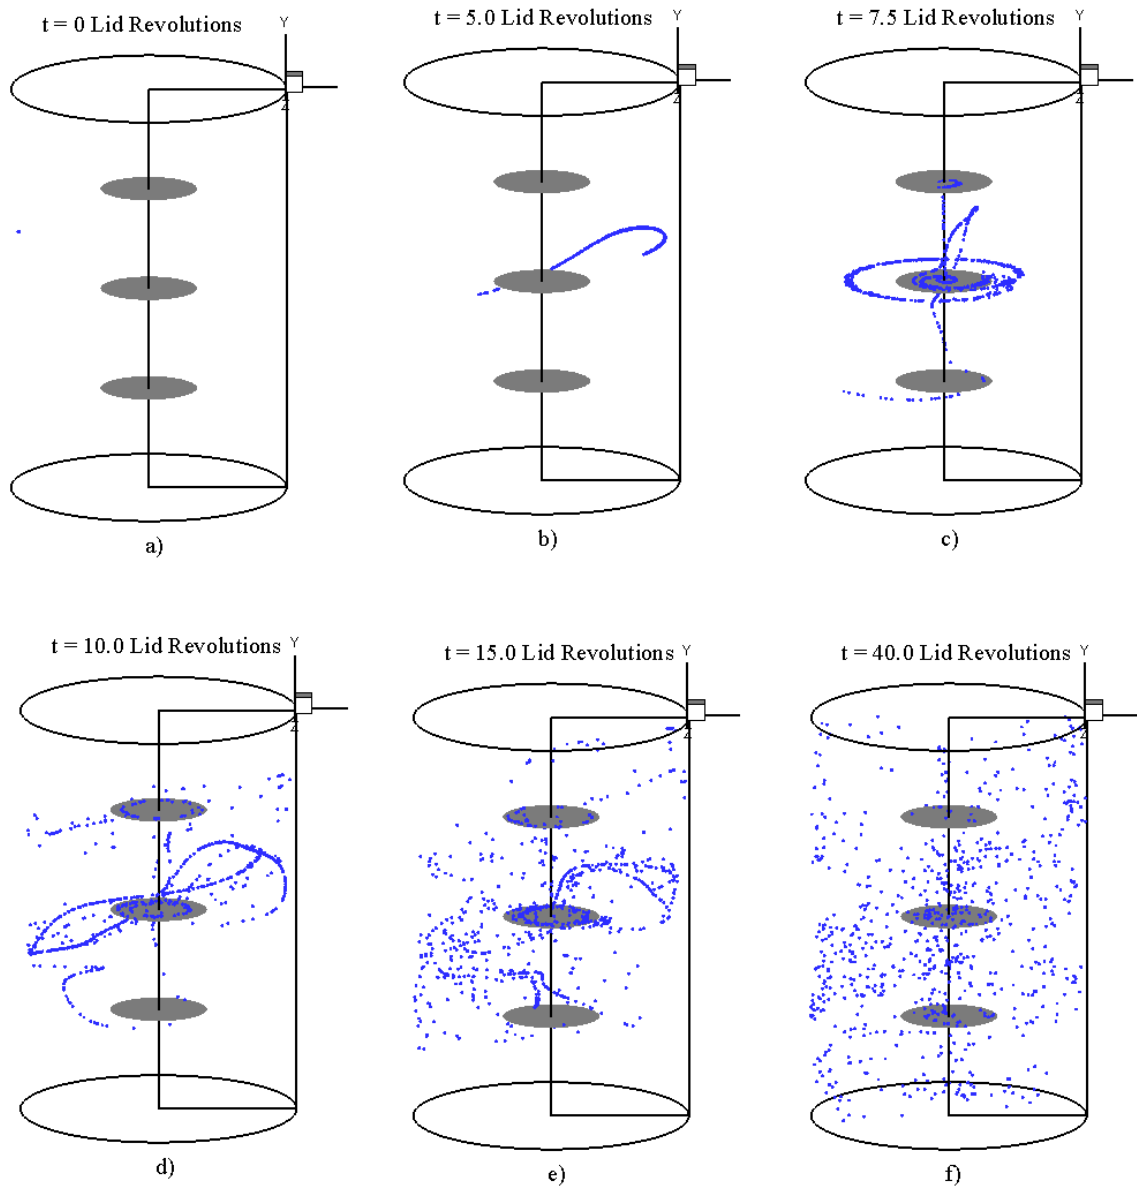 t = 0 Lid Revolutions
Y
Z
a)
t = 5.0 Lid Revolutions
Y
Z
b)
t = 7.5 Lid Revolutions
Y
Z
c)
t = 10.0 Lid Revolutions
Y
Z
d)
t = 15.0 Lid Revolutions
Y
Z
e)
t = 40.0 Lid Revolutions
Y
Z
f)